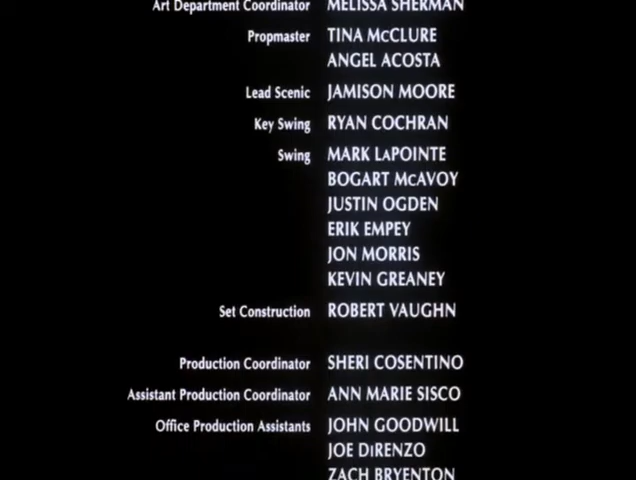 Art Department Coordinator MELISSA SHERMAN
Propmaster TINA McCLURE
ANGEL ACOSTA
Lead Scenic JAMISON MOORE
Key Swing RYAN COCHRAN
Swing MARK LaPOINTE
BOGART McAVOY
JUSTIN OGDEN
ERIK EMPEY
JON MORRIS
KEVIN GREANEY
Set Construction ROBERT VAUGHN
Production Coordinator SHERI COSENTINO
Assistant Production Coordinator ANN MARIE SISCO
Office Production Assistants JOHN GOODWILL
JOE DiRENZO
ZACH BRYENTON